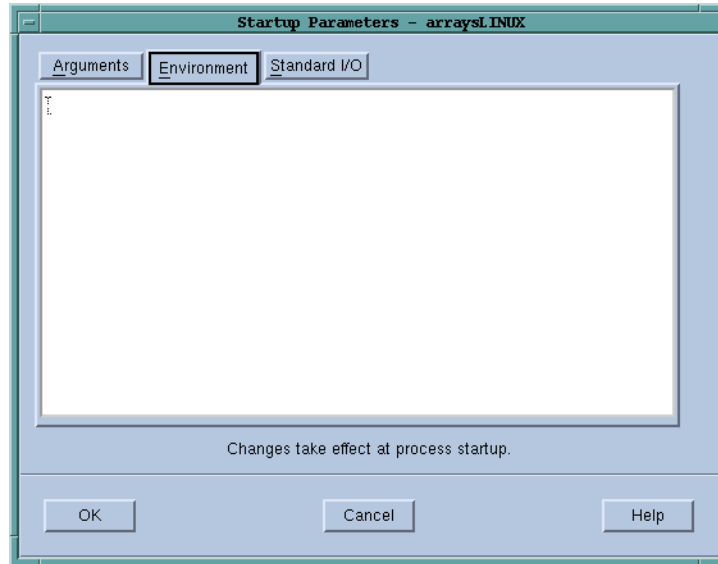 Startup Parameters - arraysLINUX
Arguments Environment Standard I/O
Changes take effect at process startup.
OK Cancel Help